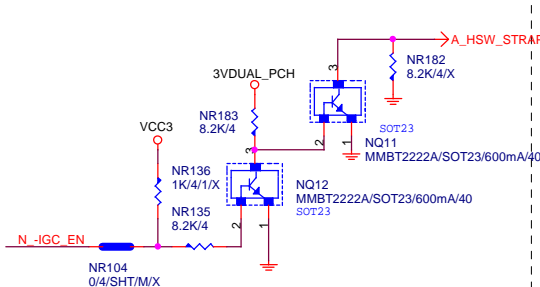 A_HSW_STRAP
3
NR182
8.2K/4/X
3VDUAL_PCH
NR183
8.2K/4
SOT23
2
1
NQ11
MMBT2222A/SOT23/600mA/40
VCC3
3
NR136
1K/4/1/X
NQ12
MMBT2222A/SOT23/600mA/40
SOT23
NR135
8.2K/4
2
1
N_-IGC_EN
NR104
0/4/SHT/M/X